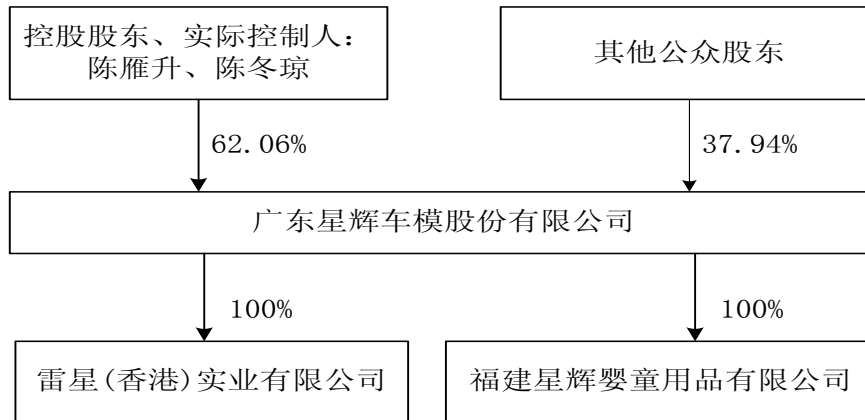 控股股东、实际控制人：
陈雁升、陈冬琼
其他公众股东
62.06%
37.94%
广东星辉车模股份有限公司
100%
100%
雷星(香港)实业有限公司
福建星辉婴童用品有限公司